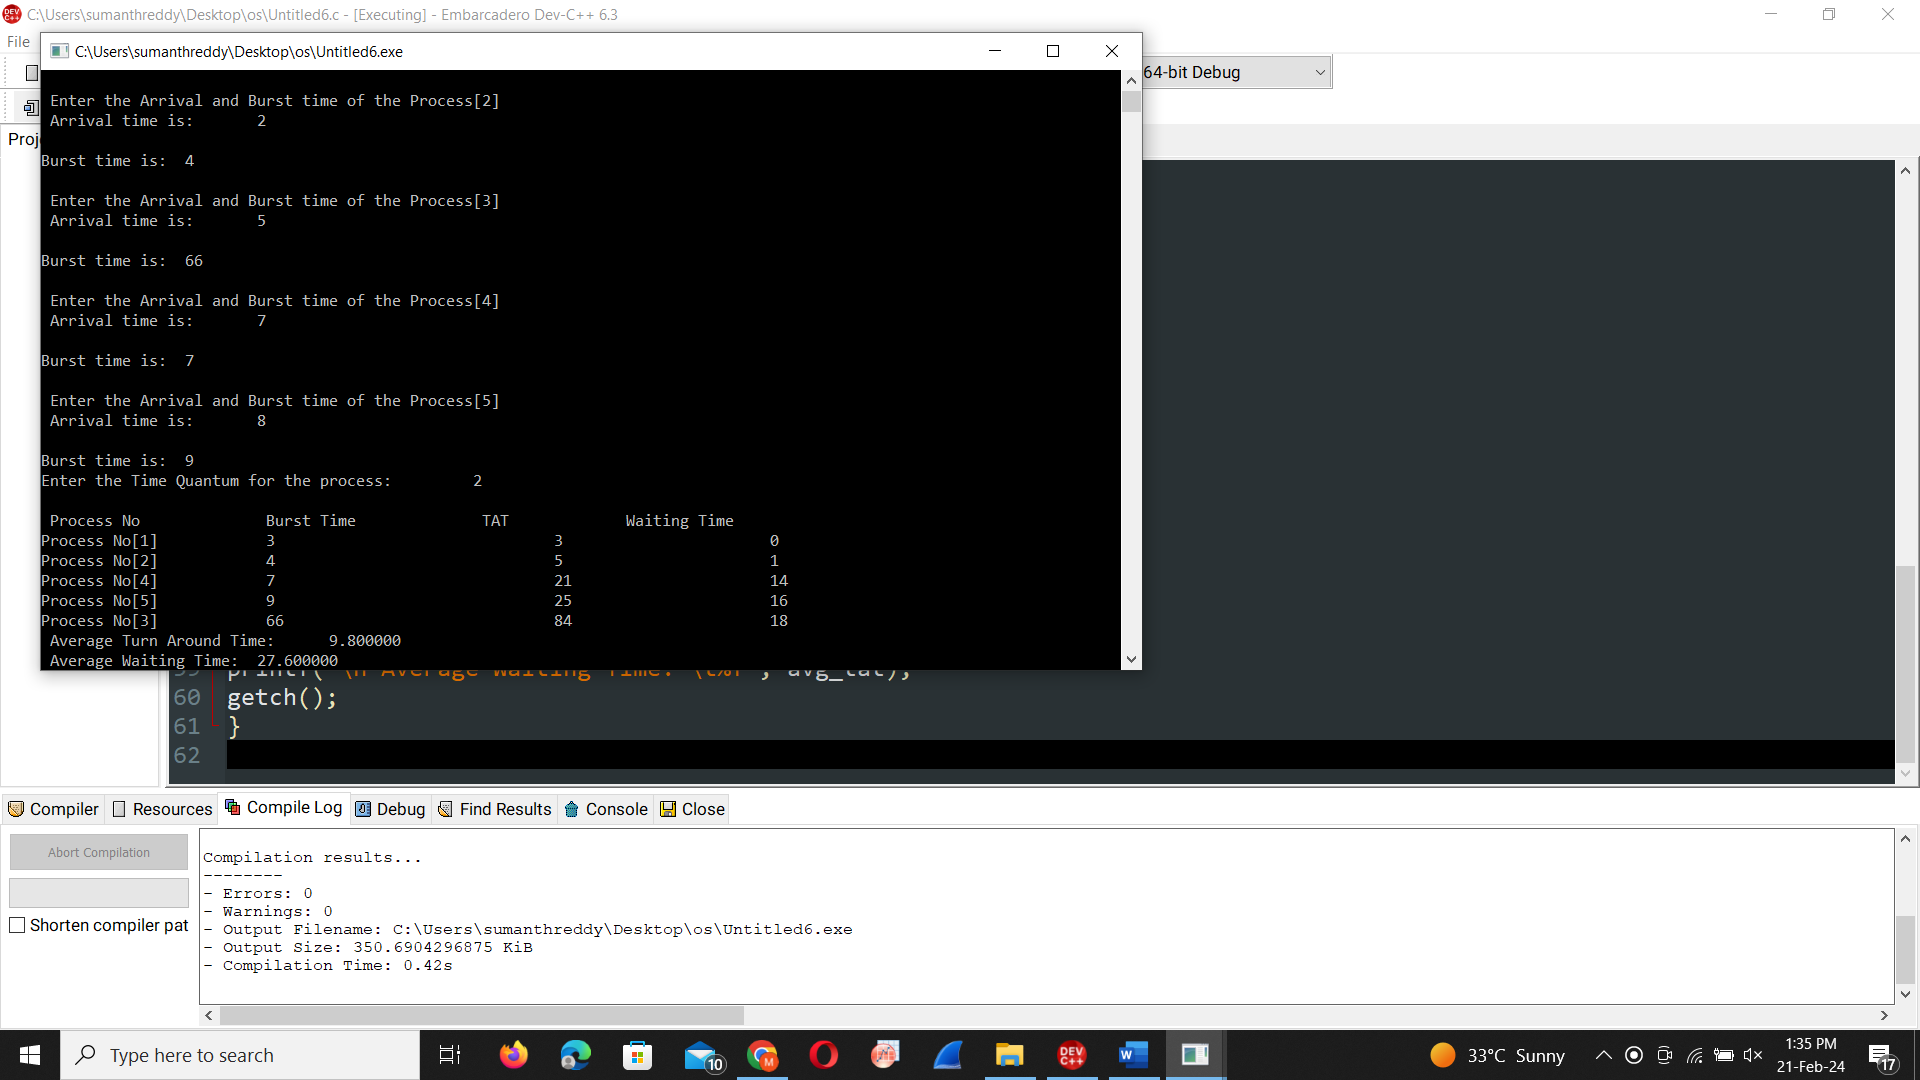 C:\Users\sumanthreddy\Desktop\os\Untitled6.c - [Executing] - Embarcadero Dev-C++ 6.3
File
C:\Users\sumanthreddy\Desktop\os\Untitled6.exe
64-bit Debug
Enter the Arrival and Burst time of the Process[2]
Arrival time is: 2
Burst time is: 4
Enter the Arrival and Burst time of the Process[3]
Arrival time is: 5
Burst time is: 66
Enter the Arrival and Burst time of the Process[4]
Arrival time is: 7
Burst time is: 7
Enter the Arrival and Burst time of the Process[5]
Arrival time is: 8
Burst time is: 9
Enter the Time Quantum for the process: 2
Process No Burst Time TAT Waiting Time
Process No[1] 3 3 0
Process No[2] 4 5 1
Process No[4] 7 21 14
Process No[5] 9 25 16
Process No[3] 66 84 18
Average Turn Around Time: 9.800000
Average Waiting Time: 27.600000
60 getch();
61 }
62
Compiler Resources Compile Log Debug Find Results Console Close
Abort Compilation
Shorten compiler pat
Compilation results...
--------
- Errors: 0
- Warnings: 0
- Output Filename: C:\Users\sumanthreddy\Desktop\os\Untitled6.exe
- Output Size: 350.6904296875 KiB
- Compilation Time: 0.42s
Type here to search
10
DEV C++
33°C Sunny
1:35 PM
21-Feb-24
17